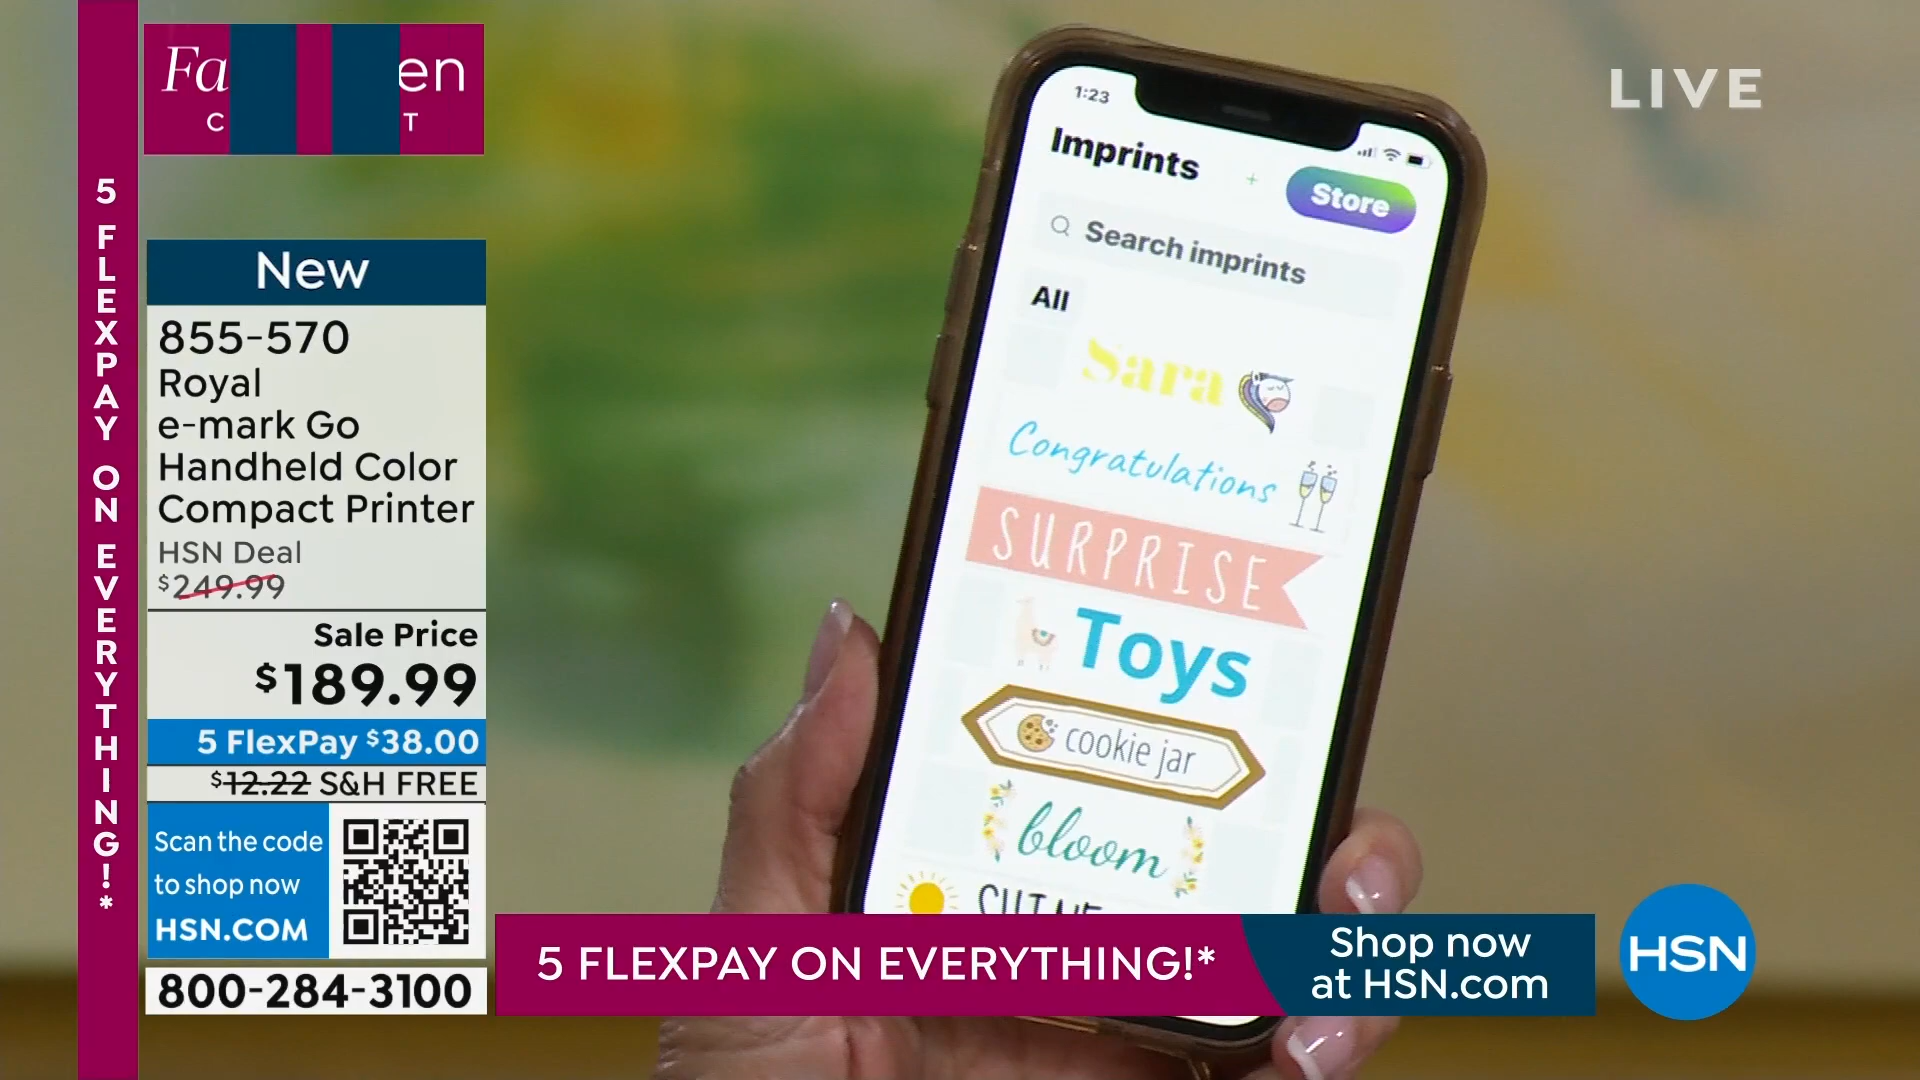 LIVE
5 FLEXPAY ON EVERYTHING!*
New
855-570
Royal
e-mark Go
Handheld Color
Compact Printer
HSN Deal
$249.99
Sale Price
$189.99
5 FlexPay $38.00
$12.22 S&H FREE
Scan the code
to shop now
HSN.COM
800-284-3100
1:23
Imprints
+ Store
Search imprints
All
Sara
Congratulations
SURPRISE
Toys
cookie jar
bloom
5 FLEXPAY ON EVERYTHING!*
Shop now
at HSN.com
HSN